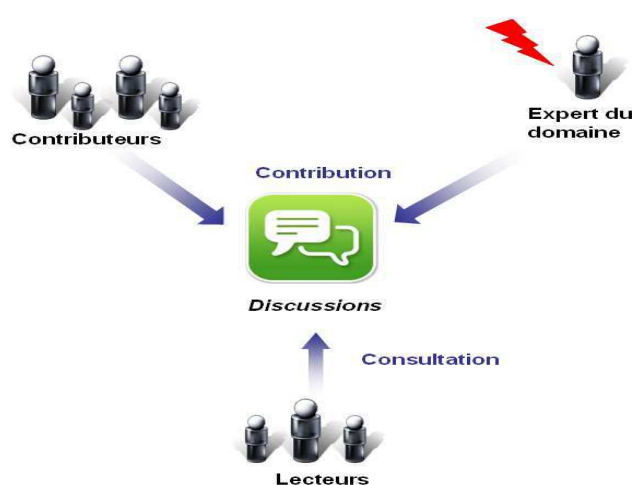 Contributeurs
Expert du
domaine
Contribution
Discussions
Consultation
Lecteurs